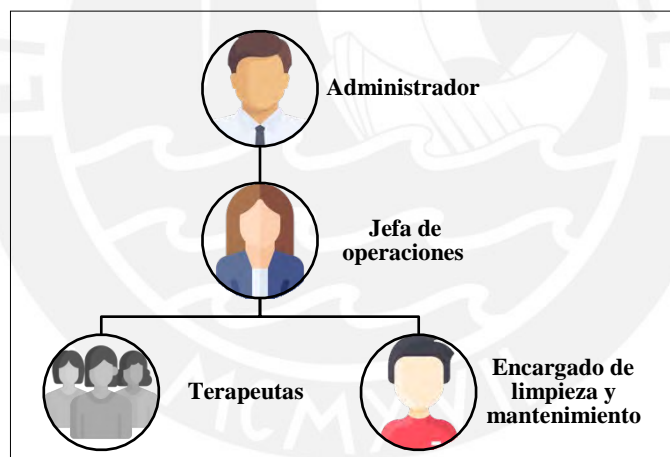 Administrador
Jefa de
operaciones
Terapeutas
Encargado de
limpieza y
mantenimiento